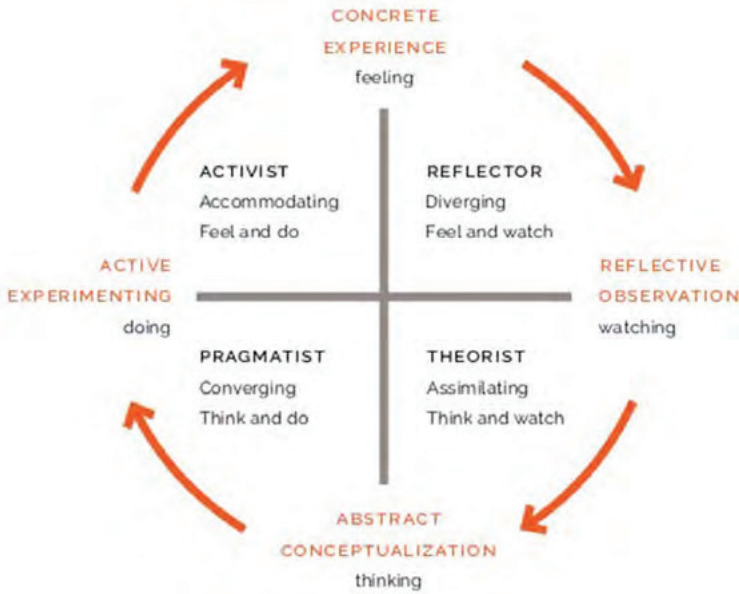 CONCRETE
EXPERIENCE
feeling
ACTIVIST
Accommodating
Feel and do
REFLECTOR
Diverging
Feel and watch
ACTIVE
EXPERIMENTING
doing
REFLECTIVE
OBSERVATION
watching
PRAGMATIST
Converging
Think and do
THEORIST
Assimilating
Think and watch
ABSTRACT
CONCEPTUALIZATION
thinking